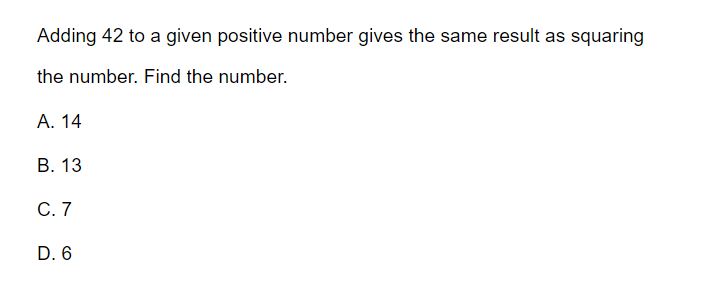 Adding 42 to a given positive number gives the same result as squaring
the number. Find the number.
A. 14
B. 13
C. 7
D. 6